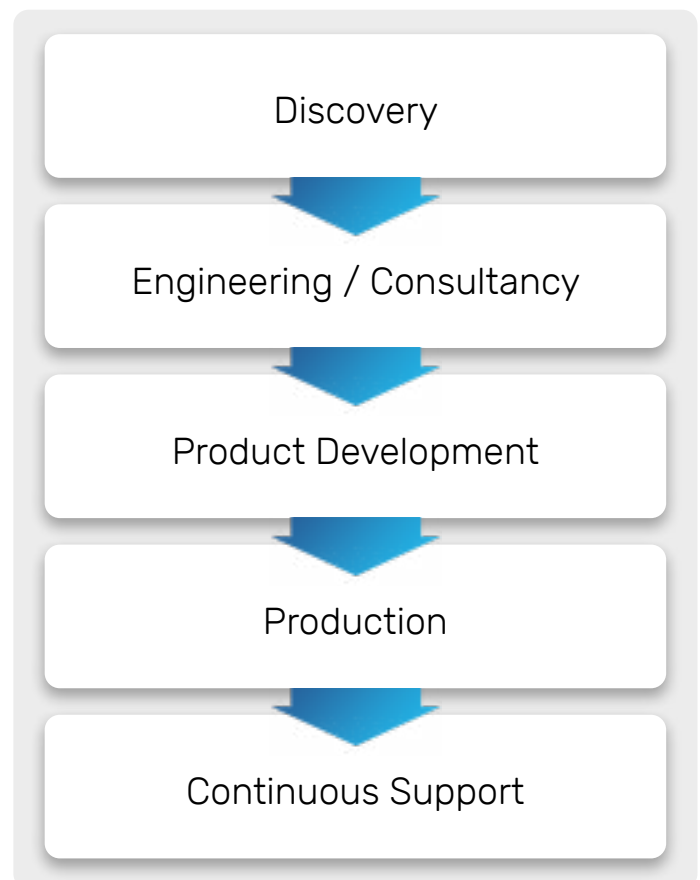 Discovery
Engineering / Consultancy
Product Development
Production
Continuous Support